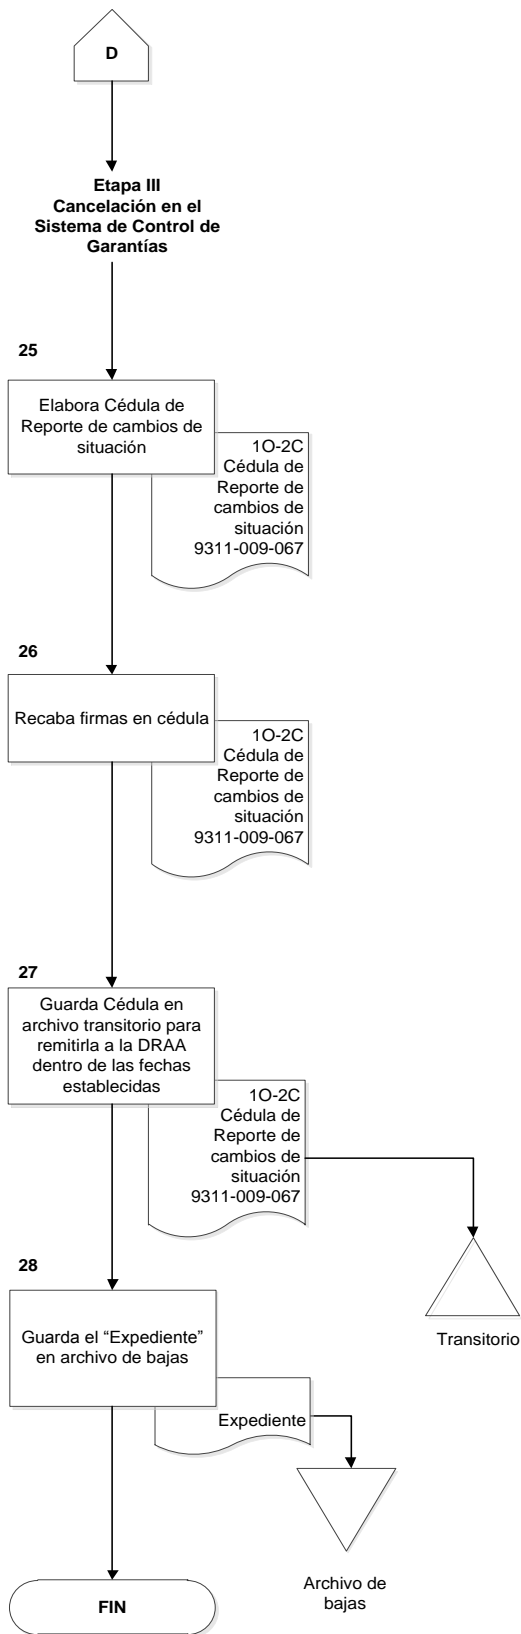 D
Etapa III
Cancelación en el
Sistema de Control de
Garantías
25
Elabora Cédula de
Reporte de cambios de
situación
1O-2C
Cédula de
Reporte de
cambios de
situación
9311-009-067
26
Recaba firmas en cédula
1O-2C
Cédula de
Reporte de
cambios de
situación
9311-009-067
27
Guarda Cédula en
archivo transitorio para
remitirla a la DRAA
dentro de las fechas
establecidas
1O-2C
Cédula de
Reporte de
cambios de
situación
9311-009-067
Transitorio
28
Guarda el “Expediente”
en archivo de bajas
Expediente
Archivo de
bajas
FIN